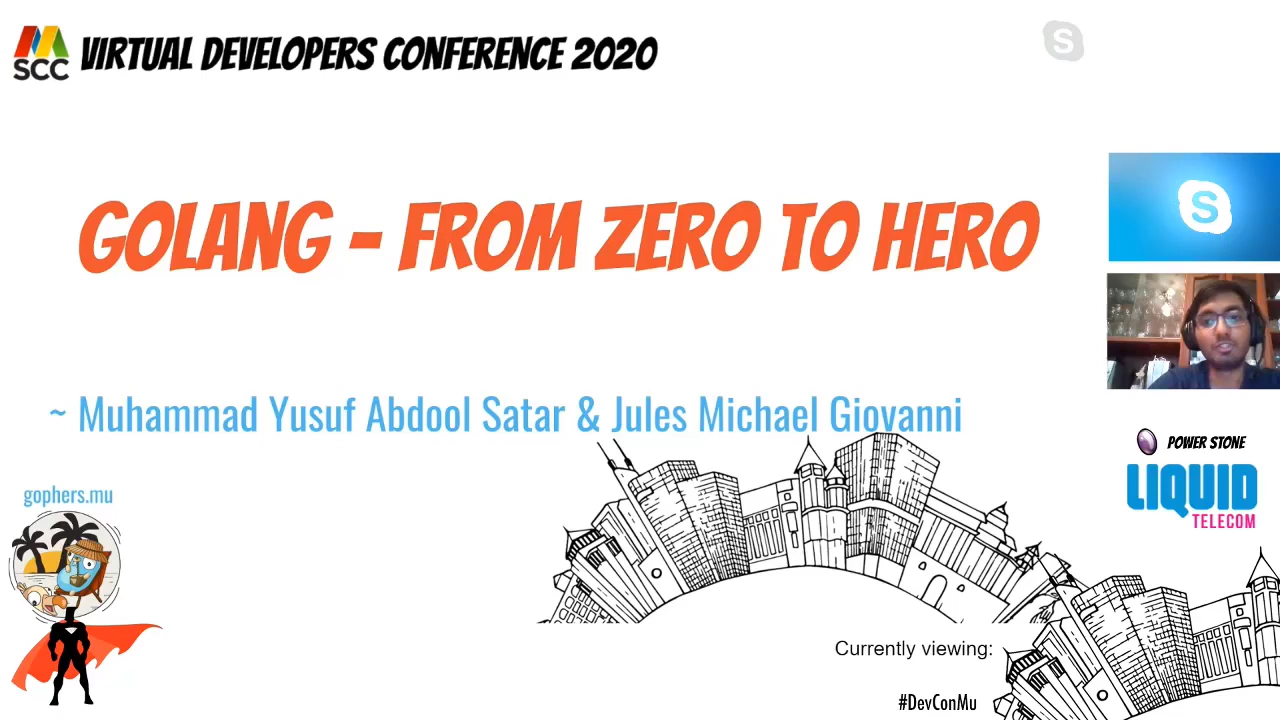 SCC
VIRTUAL DEVELOPERS CONFERENCE 2020
S
GOLANG - FROM ZERO TO HERO
S
~ Muhammad Yusuf Abdool Satar & Jules Michael Giovanni
POWER STONE
LIQUID
TELECOM
gophers.mu
Currently viewing:
#DevConMu